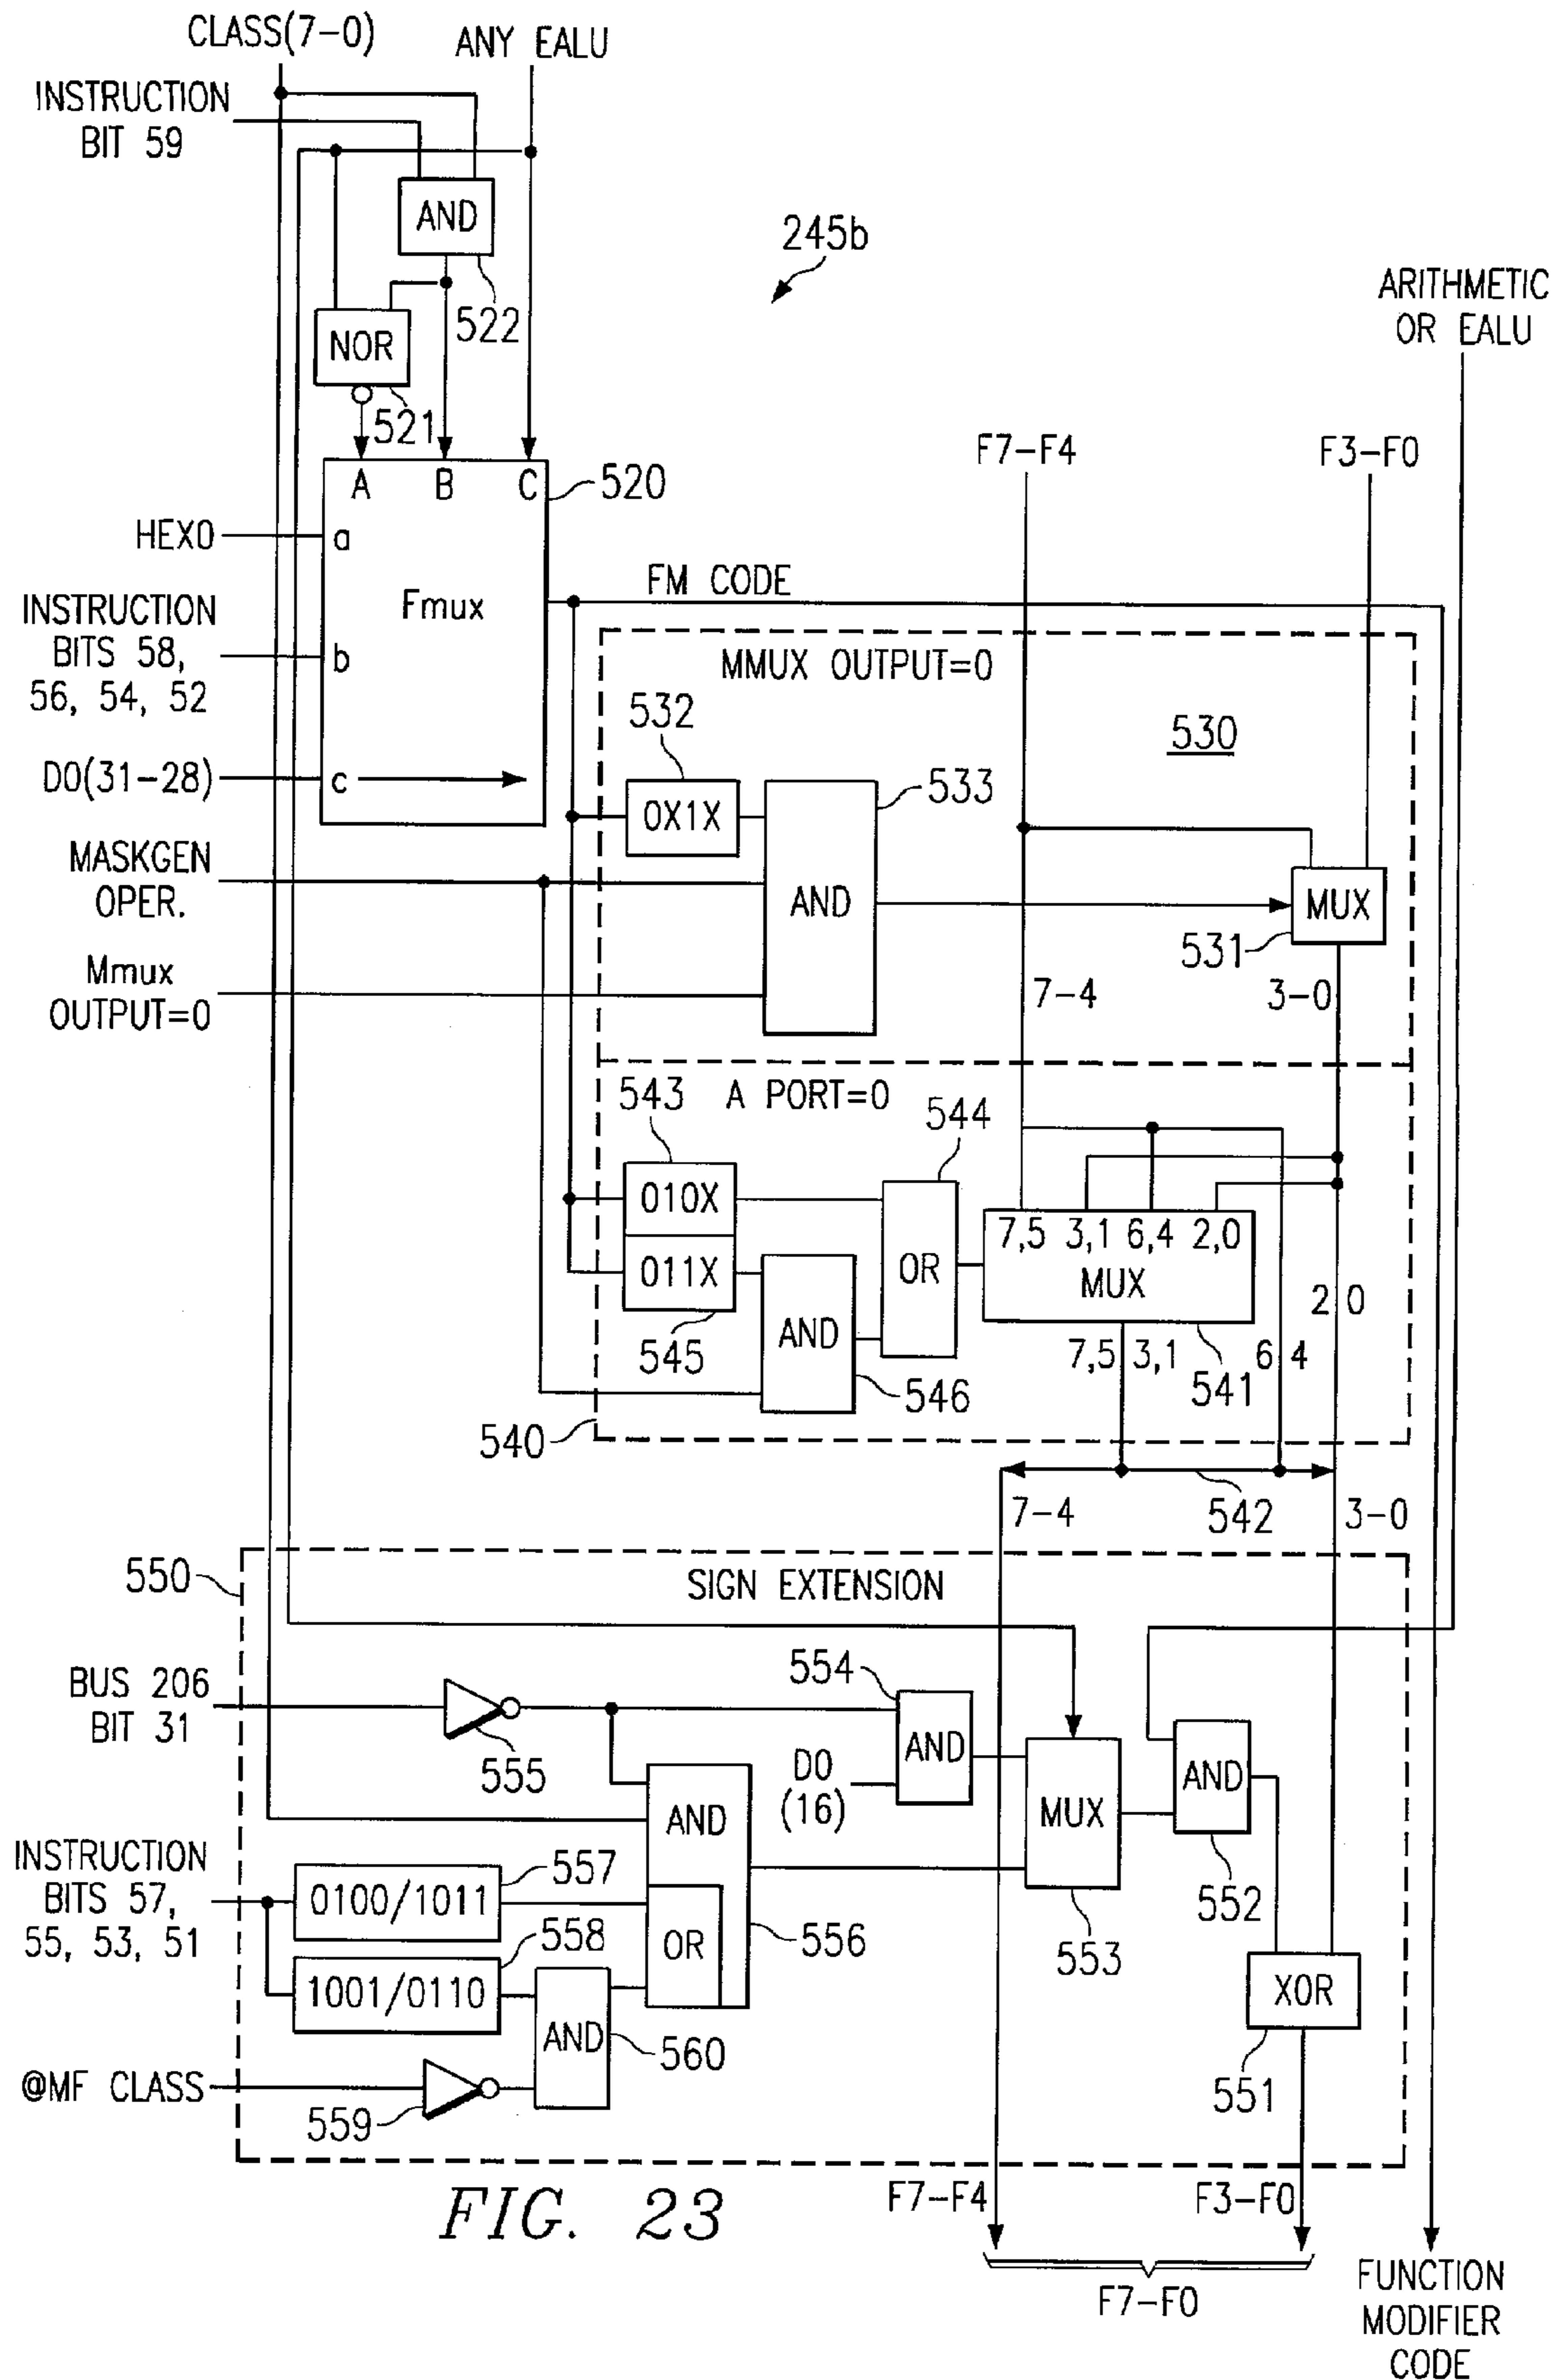 CLASS(7-0)
ANY EALU
INSTRUCTION
BIT 59
AND
522
245b
NOR
521
ARITHMETIC
OR EALU
F7-F4
F3-F0
A
B
C
520
HEX0
a
FM CODE
INSTRUCTION
BITS 58,
56, 54, 52
b
Fmux
MMUX OUTPUT=0
532
530
D0(31-28)
c
0X1X
533
MASKGEN
OPER.
AND
MUX
531
Mmux
OUTPUT=0
7-4
3-0
543
A PORT=0
544
010X
7,5
3,1
6,4
2,0
011X
OR
MUX
2
0
545
AND
7,5
3,1
541
6
4
546
540
7-4
542
3-0
550
SIGN EXTENSION
BUS 206
BIT 31
554
555
D0
(16)
AND
AND
MUX
AND
INSTRUCTION
BITS 57,
55, 53, 51
557
0100/1011
552
558
OR
556
553
1001/0110
XOR
AND
560
@MF CLASS
559
551
FIG. 23
F7-F4
F3-F0
F7-F0
FUNCTION
MODIFIER
CODE